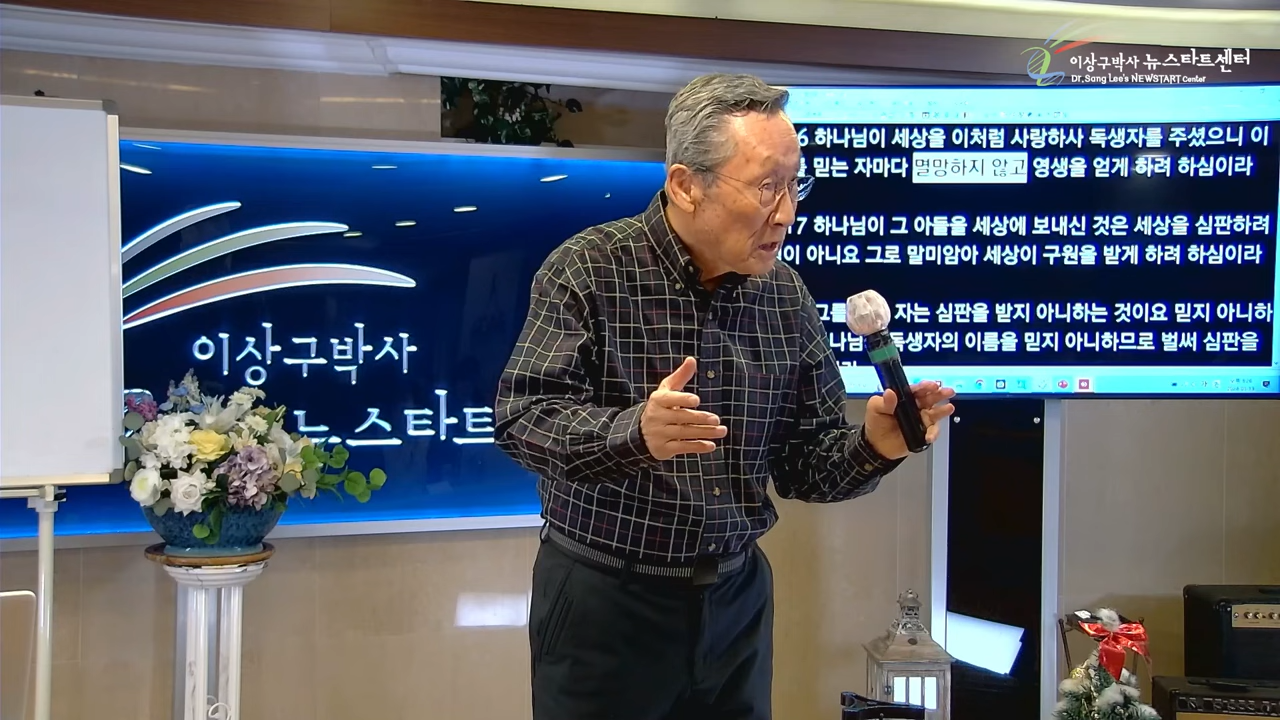 이상구박사 뉴스타트센터
Dr.Sang Lee's NEWSTART Center
6 하나님이 세상을 이처럼 사랑하사 독생자를 주셨으니 이
믿는 자마다 멸망하지 않고 영생을 얻게 하려 하심이라
17 하나님이 그 아들을 세상에 보내신 것은 세상을 심판하려
이 아니요 그로 말미암아 세상이 구원을 받게 하려 하심이라
자는 심판을 받지 아니하는 것이요 믿지 아니하
독생자의 이름을 믿지 아니하므로 벌써 심판을
이상구박사
뉴스타트